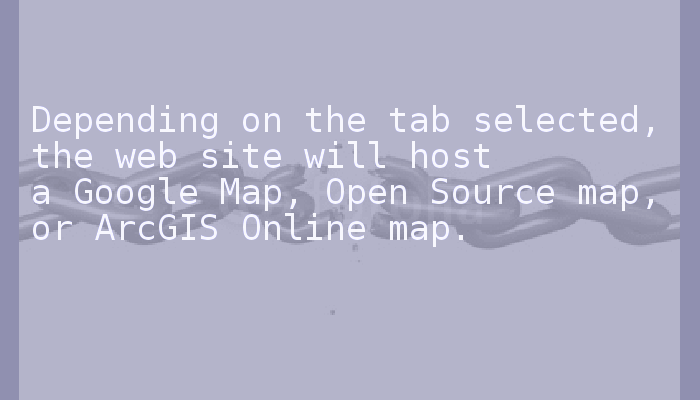 Depending on the tab selected,
the web site will host
a Google Map, Open Source map,
or ArcGIS Online map.